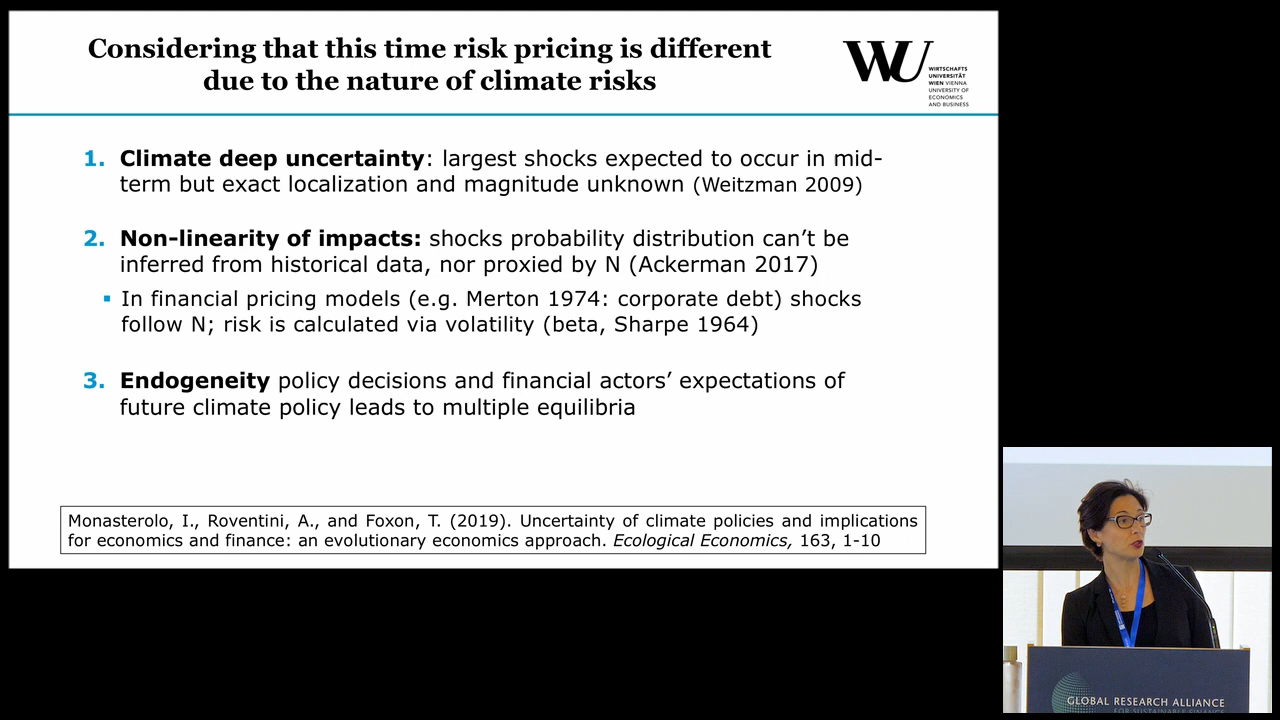 Considering that this time risk pricing is different
due to the nature of climate risks
WU
WIRTSCHAFTS
UNIVERSITÄT
WIEN VIENNA
UNIVERSITY OF
ECONOMICS
AND BUSINESS
1. Climate deep uncertainty: largest shocks expected to occur in mid-
term but exact localization and magnitude unknown (Weitzman 2009)
2. Non-linearity of impacts: shocks probability distribution can’t be
inferred from historical data, nor proxied by N (Ackerman 2017)
▪ In financial pricing models (e.g. Merton 1974: corporate debt) shocks
follow N; risk is calculated via volatility (beta, Sharpe 1964)
3. Endogeneity policy decisions and financial actors’ expectations of
future climate policy leads to multiple equilibria
Monasterolo, I., Roventini, A., and Foxon, T. (2019). Uncertainty of climate policies and implications
for economics and finance: an evolutionary economics approach. Ecological Economics, 163, 1-10
GLOBAL RESEARCH ALLIANCE
FOR SUSTAINABLE FINANCE